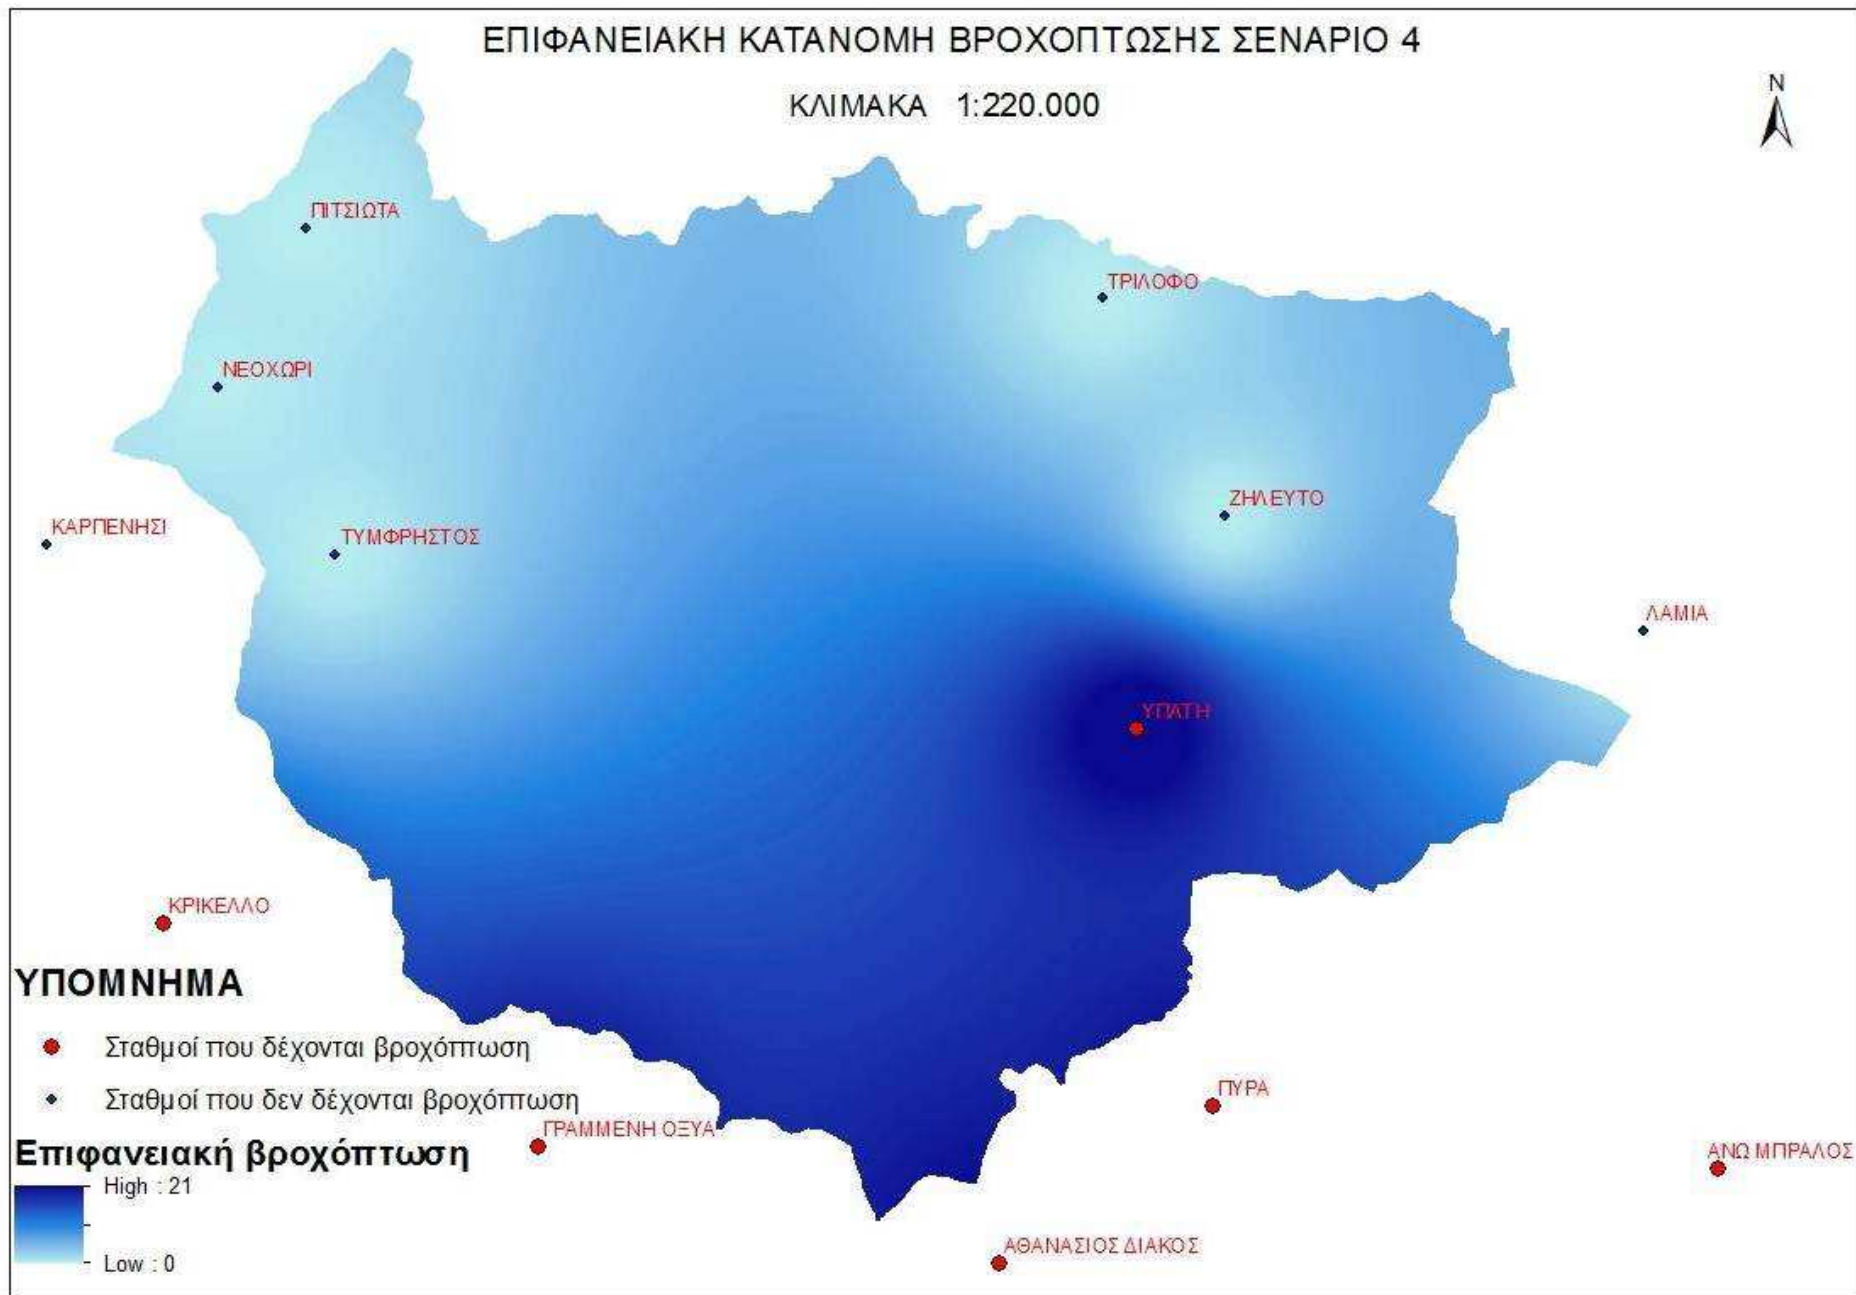 ΕΠΙΦΑΝΕΙΑΚΗ ΚΑΤΑΝΟΜΗ ΒΡΟΧΟΠΤΩΣΗΣ ΣΕΝΑΡΙΟ 4
ΚΛΙΜΑΚΑ 1:220.000
N
ΠΙΤΣΙΩΤΑ
ΤΡΙΛΟΦΟ
ΝΕΟΧΩΡΙ
ΖΗΛΕΥΤΟ
ΚΑΡΠΕΝΗΣΙ
ΤΥΜΦΡΗΣΤΟΣ
ΛΑΜΙΑ
ΥΠΑΤΗ
ΚΡΙΚΕΛΛΟ
ΥΠΟΜΝΗΜΑ
Σταθμοί που δέχονται βροχόπτωση
Σταθμοί που δεν δέχονται βροχόπτωση
ΠΥΡΑ
ΓΡΑΜΜΕΝΗ ΟΞΥΑ
ΑΝΩ ΜΠΡΑΛΟΣ
Επιφανειακή βροχόπτωση
High : 21
Low : 0
ΑΘΑΝΑΣΙΟΣ ΔΙΑΚΟΣ